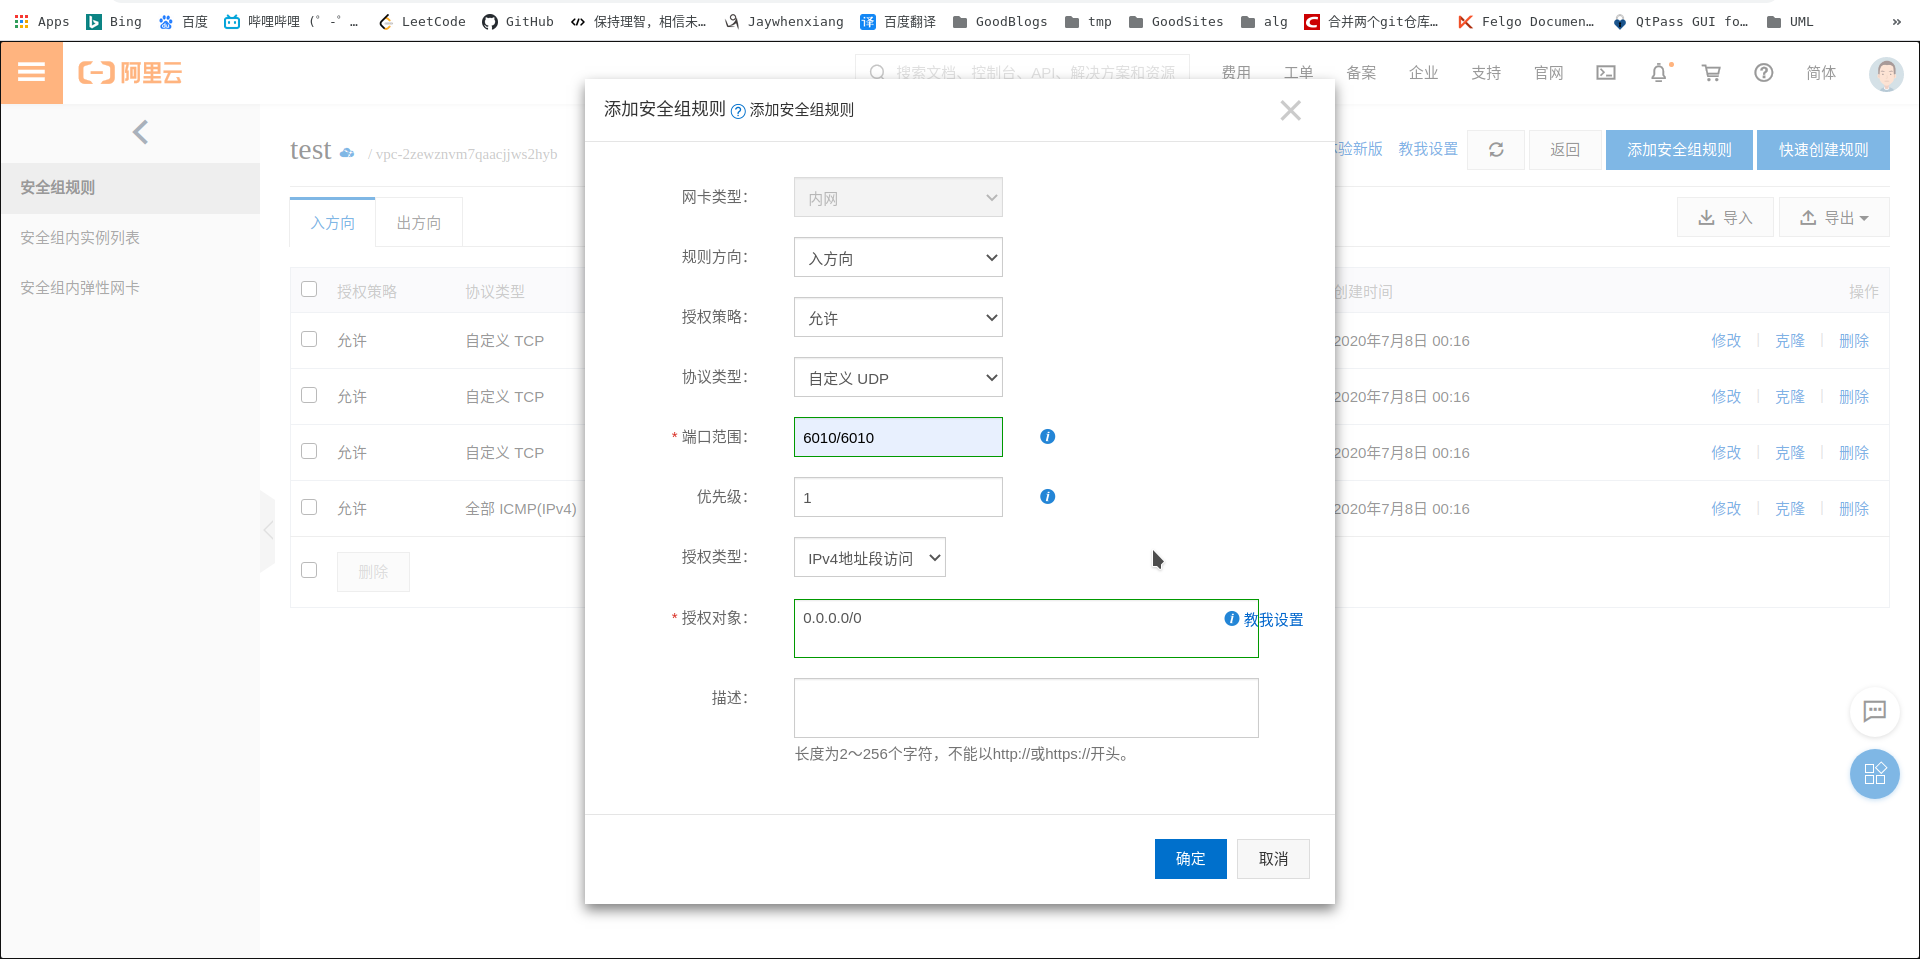 Apps Bing 百度 哔哩哔哩 (゜-゜… LeetCode GitHub 保持理智，相信未… Jaywhenxiang 译 百度翻译 GoodBlogs tmp GoodSites alg 合并两个git仓库… Felgo Documen… QtPass GUI fo… UML »
阿里云 搜索文档、控制台、API、解决方案和资源 费用 工单 备案 企业 支持 官网 简体
添加安全组规则 添加安全组规则
test / vpc-2zewznvm7qaacjjws2hyb
验新版 教我设置 返回 添加安全组规则 快速创建规则
安全组规则
安全组内实例列表
安全组内弹性网卡
入方向 出方向
导入 导出
授权策略 协议类型 创建时间 操作
允许 自定义 TCP 2020年7月8日 00:16 修改 克隆 删除
允许 自定义 TCP 2020年7月8日 00:16 修改 克隆 删除
允许 自定义 TCP 2020年7月8日 00:16 修改 克隆 删除
允许 全部 ICMP(IPv4) 2020年7月8日 00:16 修改 克隆 删除
删除
网卡类型： 内网
规则方向： 入方向
授权策略： 允许
协议类型： 自定义 UDP
* 端口范围： 6010/6010
优先级： 1
授权类型： IPv4地址段访问
* 授权对象： 0.0.0.0/0 教我设置
描述：
长度为2～256个字符，不能以http://或https://开头。
确定 取消